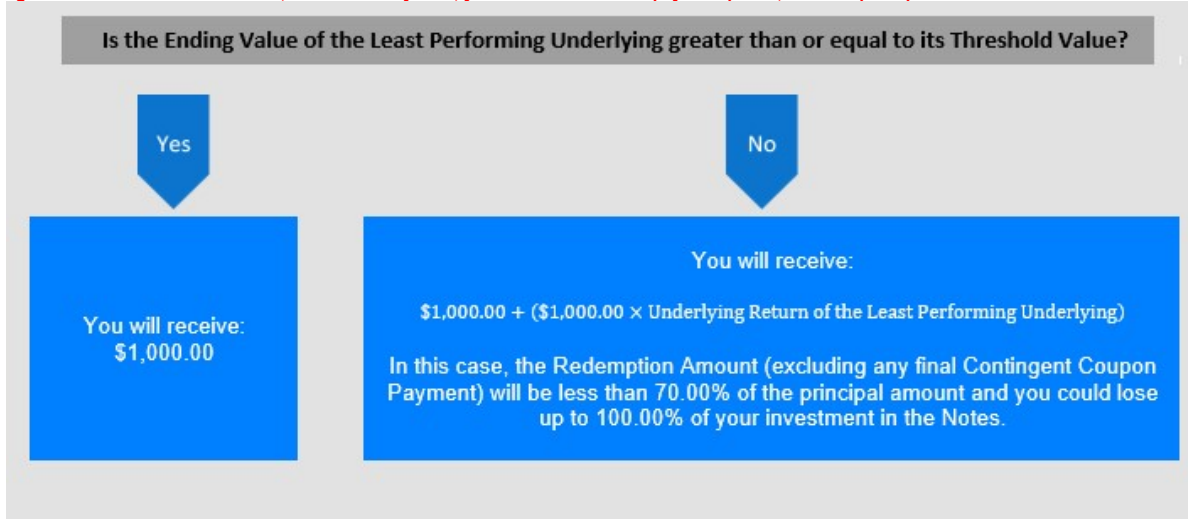 Is the Ending Value of the Least Performing Underlying greater than or equal to its Threshold Value?
Yes
No
You will receive:
$1,000.00
You will receive:
$1,000.00 + ($1,000.00 × Underlying Return of the Least Performing Underlying)
In this case, the Redemption Amount (excluding any final Contingent Coupon
Payment) will be less than 70.00% of the principal amount and you could lose
up to 100.00% of your investment in the Notes.